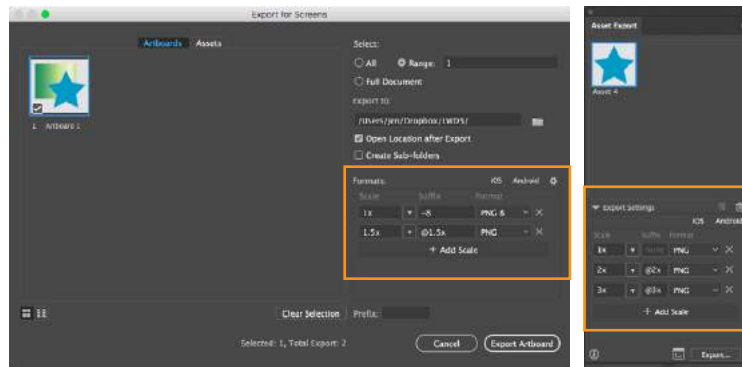 Export for Screens
Artboards Assets
Select:
All Range: 1
Full Document
Export to:
/Users/jen/Dropbox/LWD5/
Open Location after Export
Create Sub-folders
1 Artboard 1
Formats: iOS Android
Scale Suffix Format
1x -8 PNG 8
1.5x @1.5x PNG
+ Add Scale
Clear Selection Prefix:
Selected: 1, Total Export: 2
Cancel Export Artboard
Asset Export
Asset 4
Export Settings
iOS Android
Scale Suffix Format
1x None PNG
2x @2x PNG
3x @3x PNG
+ Add Scale
Export...